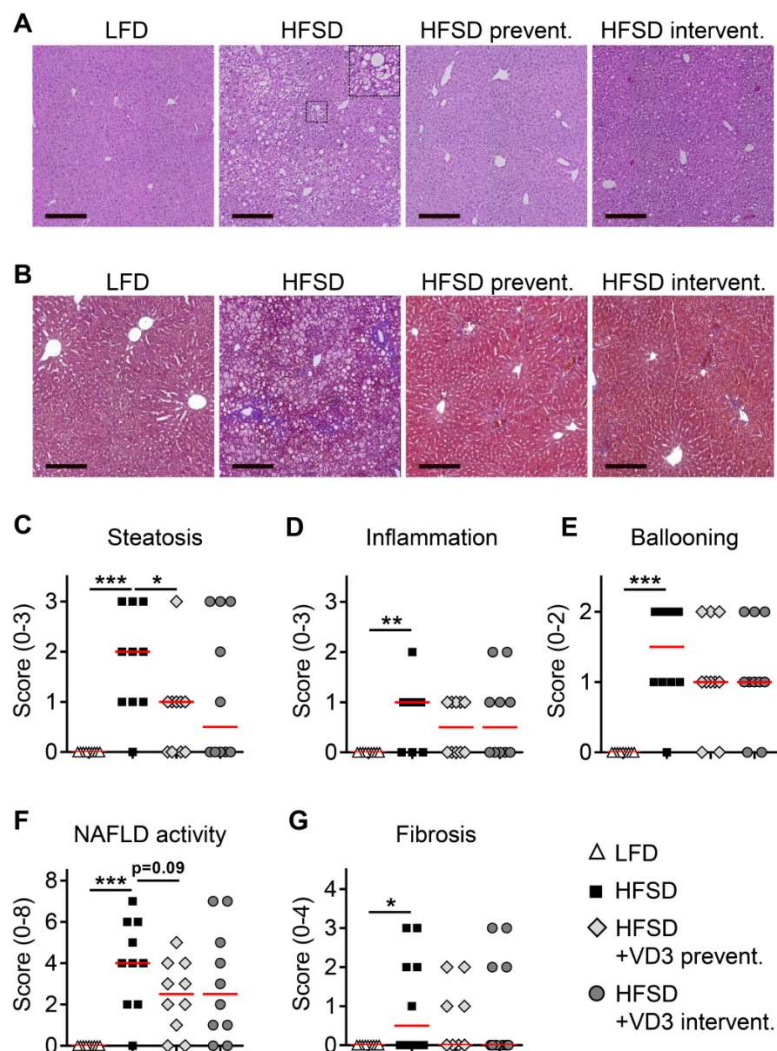 A
LFD HFSD HFSD prevent. HFSD intervent.
B
LFD HFSD HFSD prevent. HFSD intervent.
C Steatosis
Score (0-3)
3
2
1
0
*** *
D Inflammation
Score (0-3)
3
2
1
0
**
E Ballooning
Score (0-2)
2
1
0
***
F NAFLD activity
Score (0-8)
8
6
4
2
0
*** p=0.09
G Fibrosis
Score (0-4)
4
3
2
1
0
*
LFD
HFSD
HFSD
+VD3 prevent.
HFSD
+VD3 intervent.